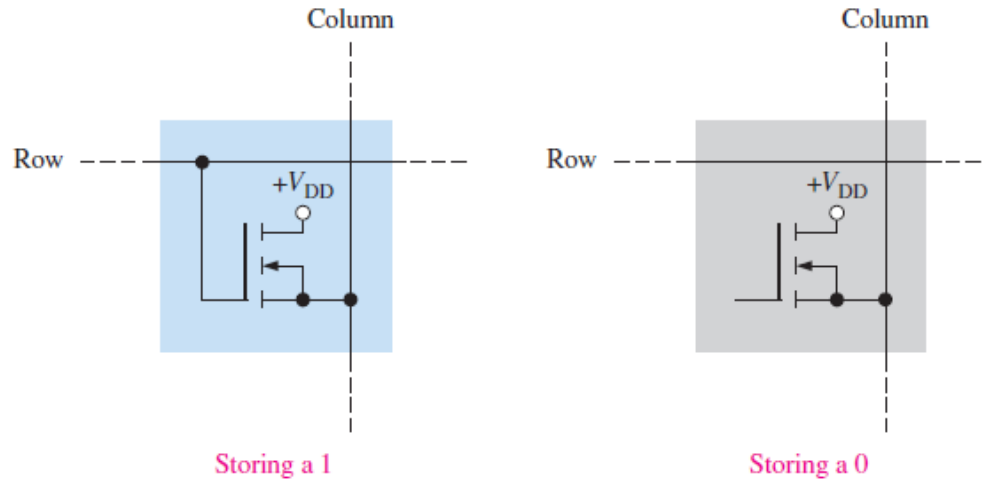 Column
Column
Row
Row
+VDD
+VDD
Storing a 1
Storing a 0